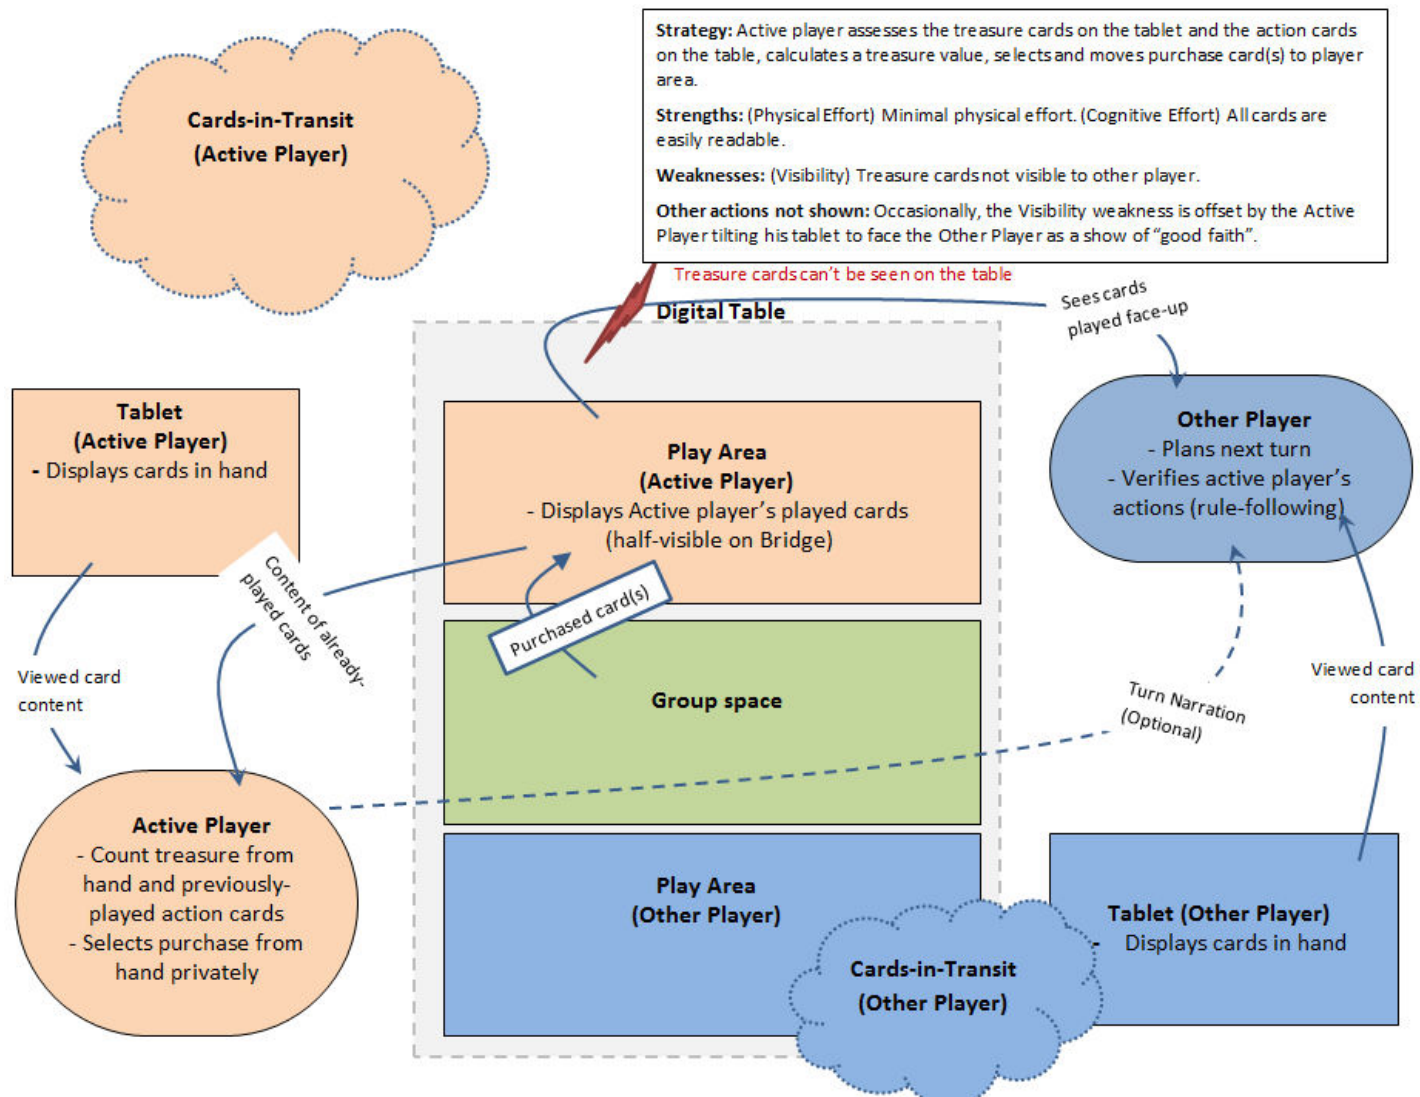 Strategy: Active player assesses the treasure cards on the tablet and the action cards
on the table, calculates a treasure value, selects and moves purchase card(s) to player
area.
Strengths: (Physical Effort) Minimal physical effort. (Cognitive Effort) All cards are
easily readable.
Weaknesses: (Visibility) Treasure cards not visible to other player.
Other actions not shown: Occasionally, the Visibility weakness is offset by the Active
Player tilting his tablet to face the Other Player as a show of “good faith”.
Cards-in-Transit
(Active Player)
Treasure cards can’t be seen on the table
Digital Table
Sees cards
played face-up
Tablet
(Active Player)
- Displays cards in hand
Play Area
(Active Player)
- Displays Active player’s played cards
(half-visible on Bridge)
Other Player
- Plans next turn
- Verifies active player’s
actions (rule-following)
Content of already-
played cards
Purchased card(s)
Viewed card
content
Group space
Turn Narration
(Optional)
Viewed card
content
Active Player
- Count treasure from
hand and previously-
played action cards
- Selects purchase from
hand privately
Play Area
(Other Player)
Tablet (Other Player)
- Displays cards in hand
Cards-in-Transit
(Other Player)